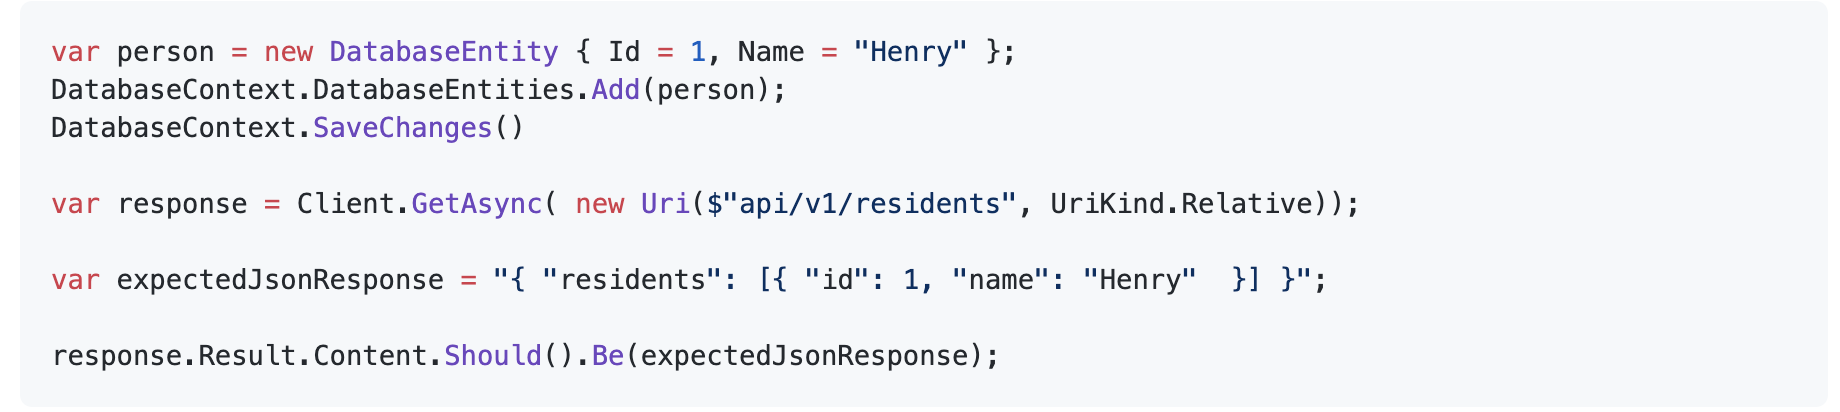 var person = new DatabaseEntity { Id = 1, Name = "Henry" };
DatabaseContext.DatabaseEntities.Add(person);
DatabaseContext.SaveChanges()
var response = Client.GetAsync( new Uri($"api/v1/residents", UriKind.Relative));
var expectedJsonResponse = "{ "residents": [{ "id": 1, "name": "Henry"  }] }";
response.Result.Content.Should().Be(expectedJsonResponse);